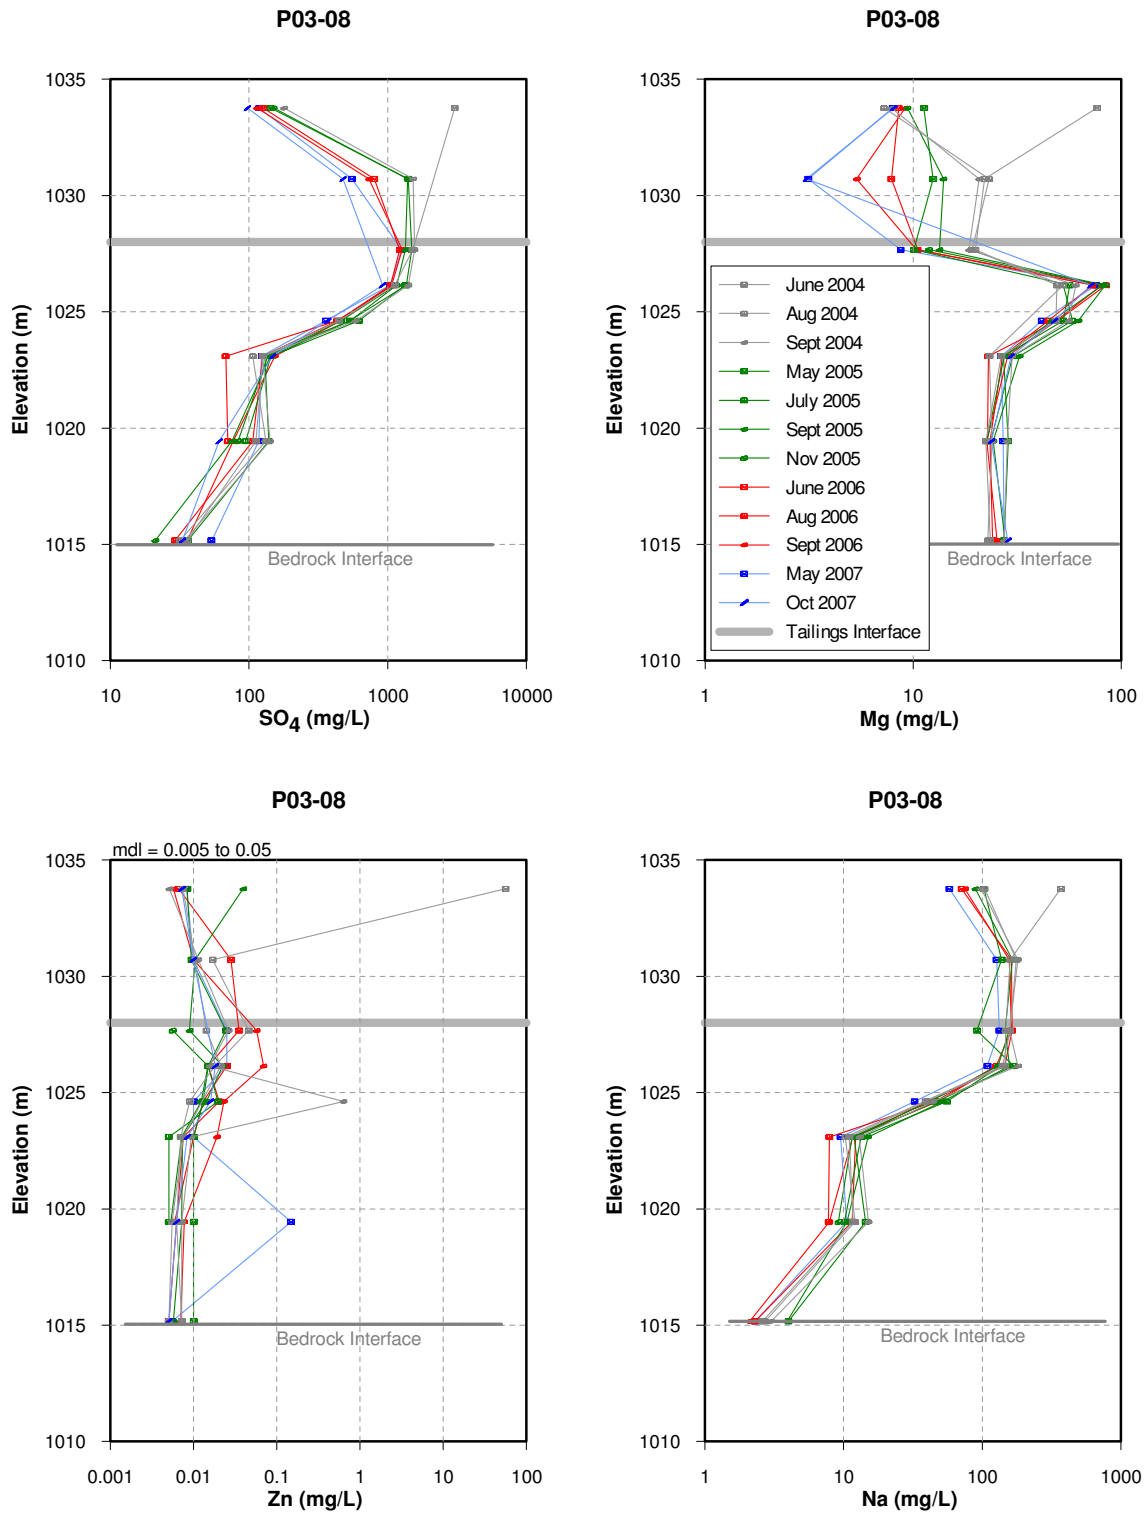 P03-08
1035
1030
1025
1020
1015
1010
Elevation (m)
Bedrock Interface
10
100
1000
10000
SO4 (mg/L)
P03-08
1035
1030
1025
1020
1015
1010
Elevation (m)
June 2004
Aug 2004
Sept 2004
May 2005
July 2005
Sept 2005
Nov 2005
June 2006
Aug 2006
Sept 2006
May 2007
Oct 2007
Tailings Interface
Bedrock Interface
1
10
100
Mg (mg/L)
P03-08
mdl = 0.005 to 0.05
1035
1030
1025
1020
1015
1010
Elevation (m)
Bedrock Interface
0.001
0.01
0.1
1
10
100
Zn (mg/L)
P03-08
1035
1030
1025
1020
1015
1010
Elevation (m)
Bedrock Interface
1
10
100
1000
Na (mg/L)